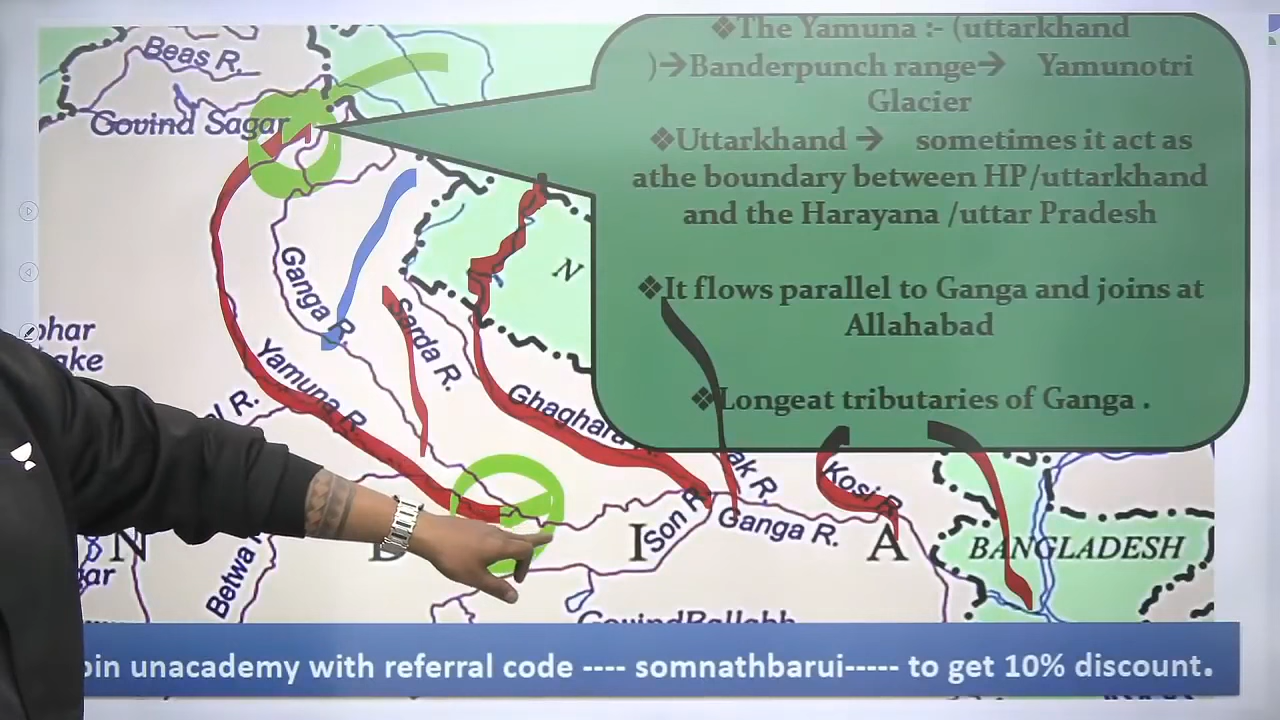 ❖The Yamuna :- (uttarkhand
)→Banderpunch range→ Yamunotri
Glacier
❖Uttarkhand → sometimes it act as
athe boundary between HP/uttarkhand
and the Harayana /uttar Pradesh
❖It flows parallel to Ganga and joins at
Allahabad
❖Longeat tributaries of Ganga .
Beas R.
Govind Sagar
Ganga R.
Sarda R.
N
Yamuna R.
Ghaghara
Kosi R.
Son R.
Ganga R.
Betwa
N
I
A
BANGLADESH
unacademy with referral code ---- somnathbarui----- to get 10% discount.